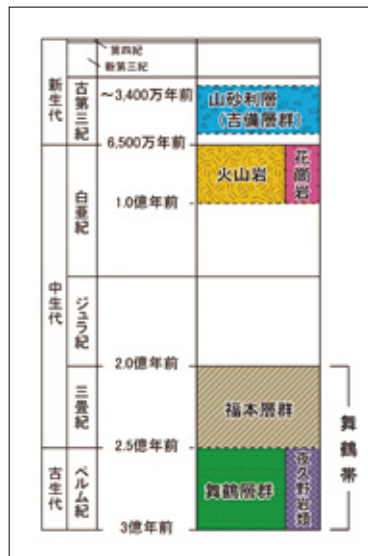 第四紀
新第三紀
新生代
古第三紀
～3,400万年前
山砂利層
(吉備層群)
6,500万年前
火山岩
花崗岩
中生代
白亜紀
1.0億年前
ジュラ紀
2.0億年前
三畳紀
福本層群
舞鶴帯
2.5億年前
古生代
ペルム紀
舞鶴層群
夜久野岩類
3億年前